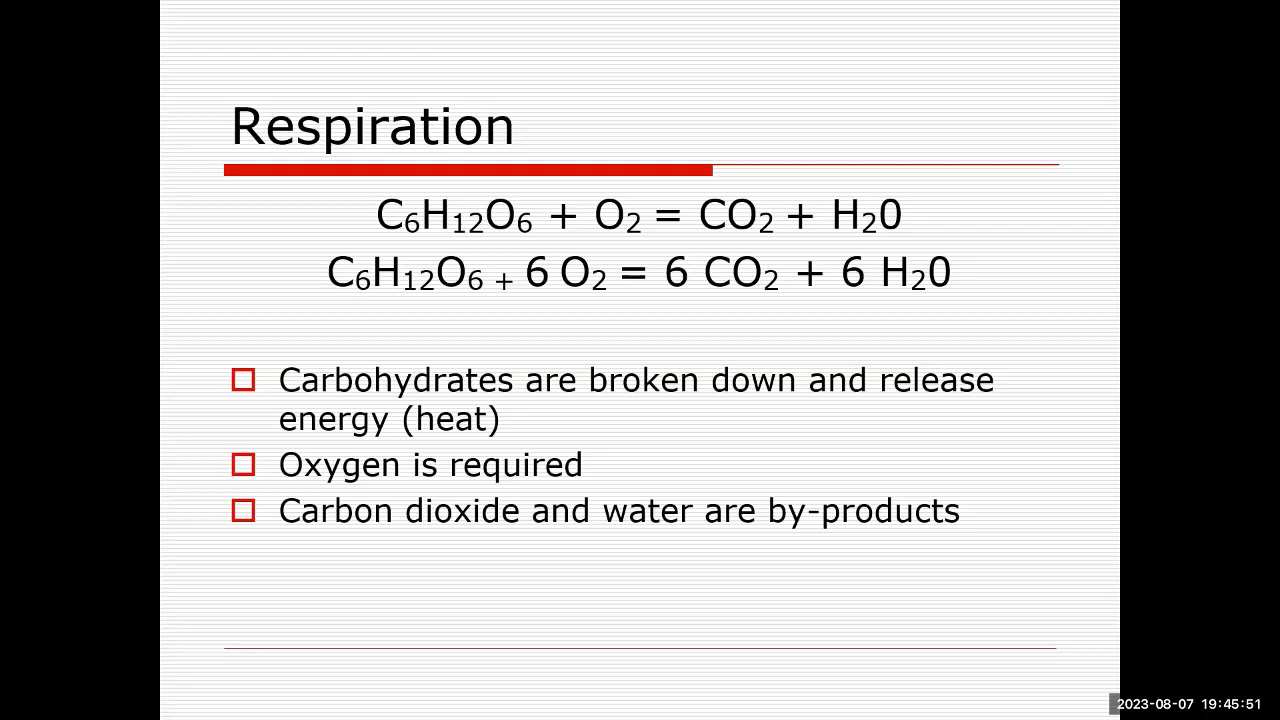 Respiration
C₆H₁₂O₆ + O₂ = CO₂ + H₂0
C₆H₁₂O₆ ₊ 6 O₂ = 6 CO₂ + 6 H₂0
Carbohydrates are broken down and release
energy (heat)
Oxygen is required
Carbon dioxide and water are by-products
2023-08-07 19:45:51